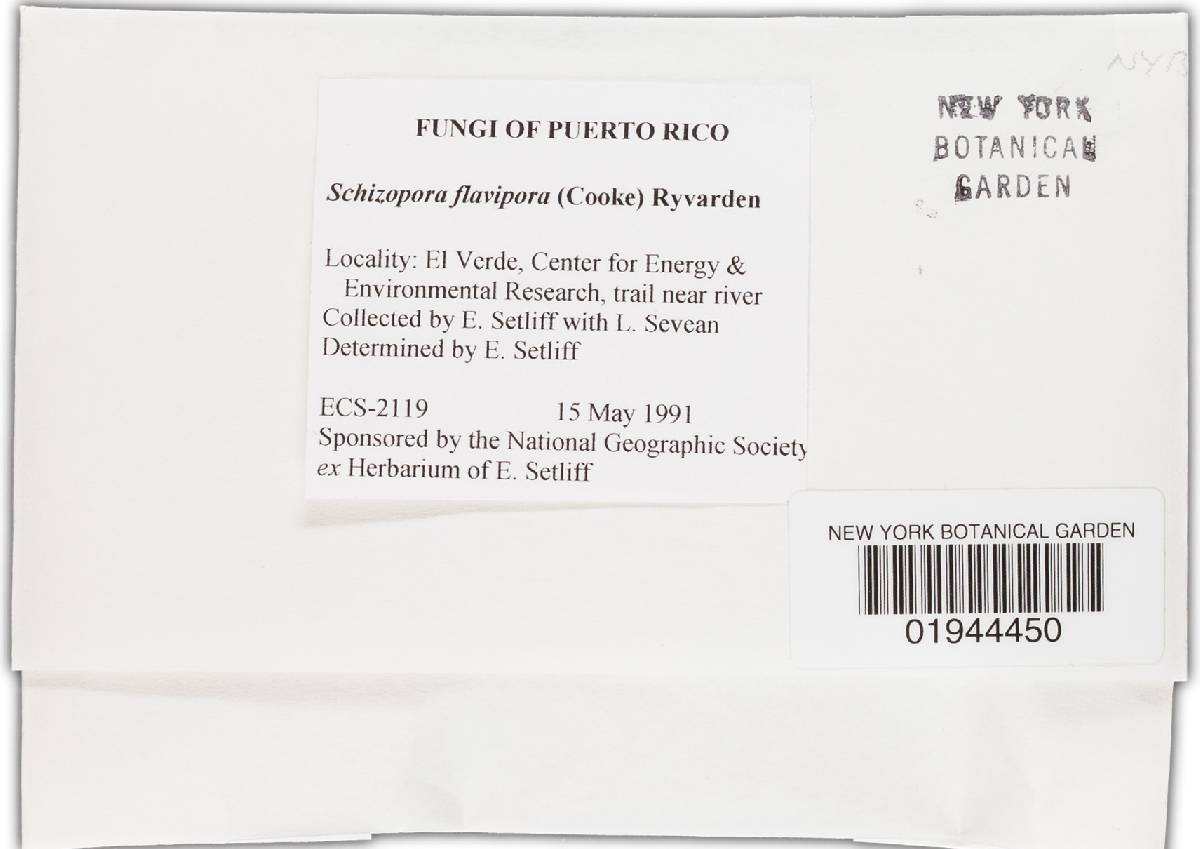 NYB
NEW YORK
BOTANICAL
GARDEN
FUNGI OF PUERTO RICO
Schizopora flavipora (Cooke) Ryvarden
Locality: El Verde, Center for Energy &
Environmental Research, trail near river
Collected by E. Setliff with L. Sevean
Determined by E. Setliff
ECS-2119 15 May 1991
Sponsored by the National Geographic Society
ex Herbarium of E. Setliff
NEW YORK BOTANICAL GARDEN
01944450